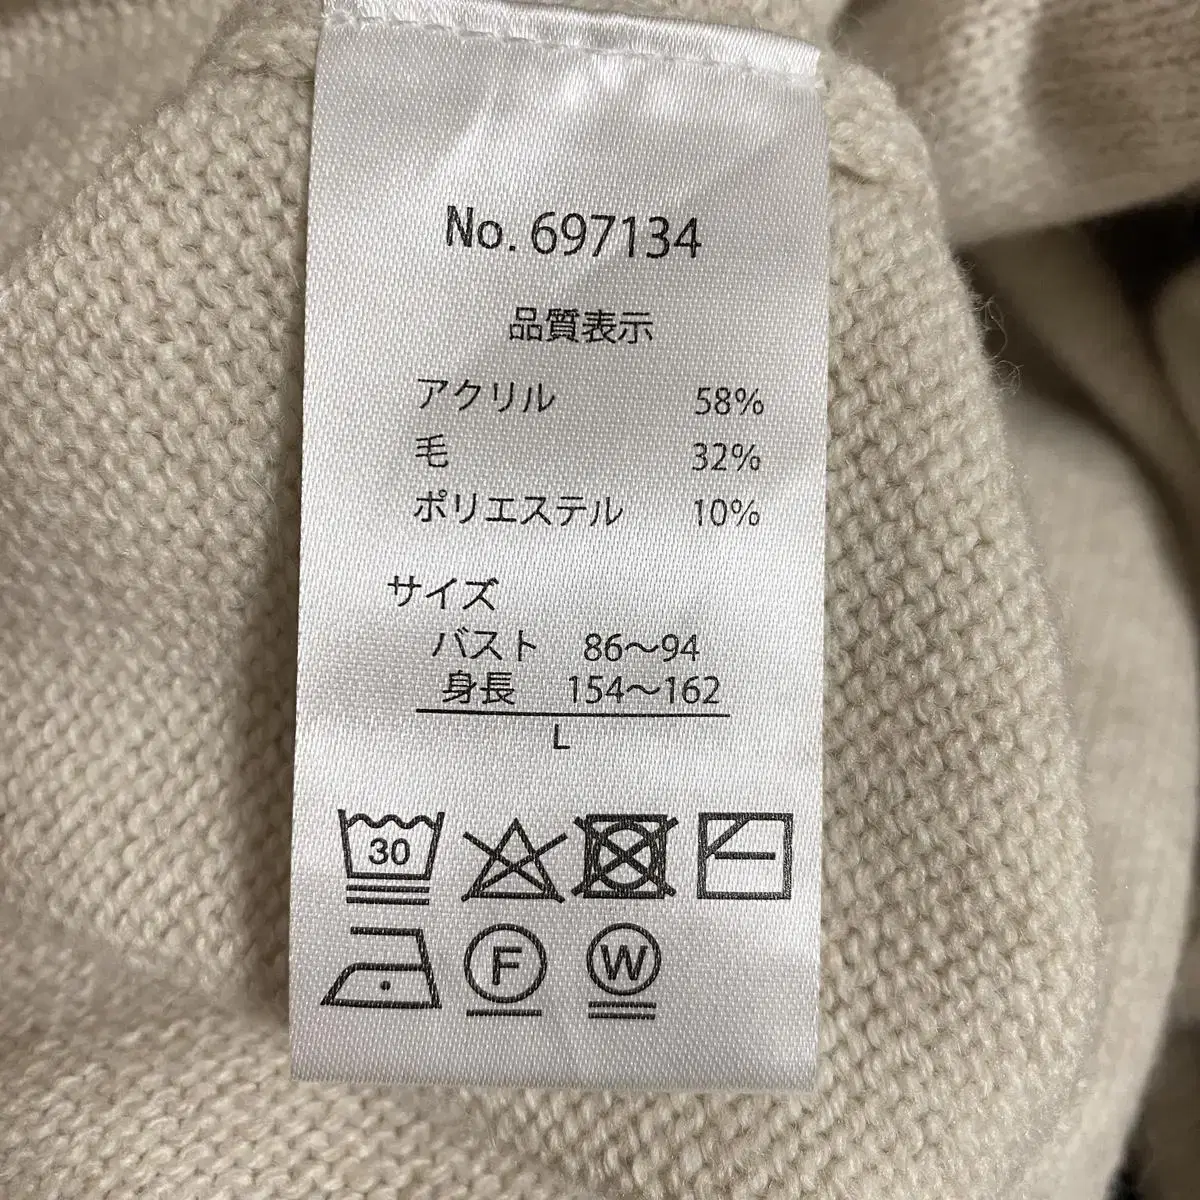 No. 697134
品質表示
アクリル 58%
毛 32%
ポリエステル 10%
サイズ
バスト 86～94
身長 154～162
L
30
F W